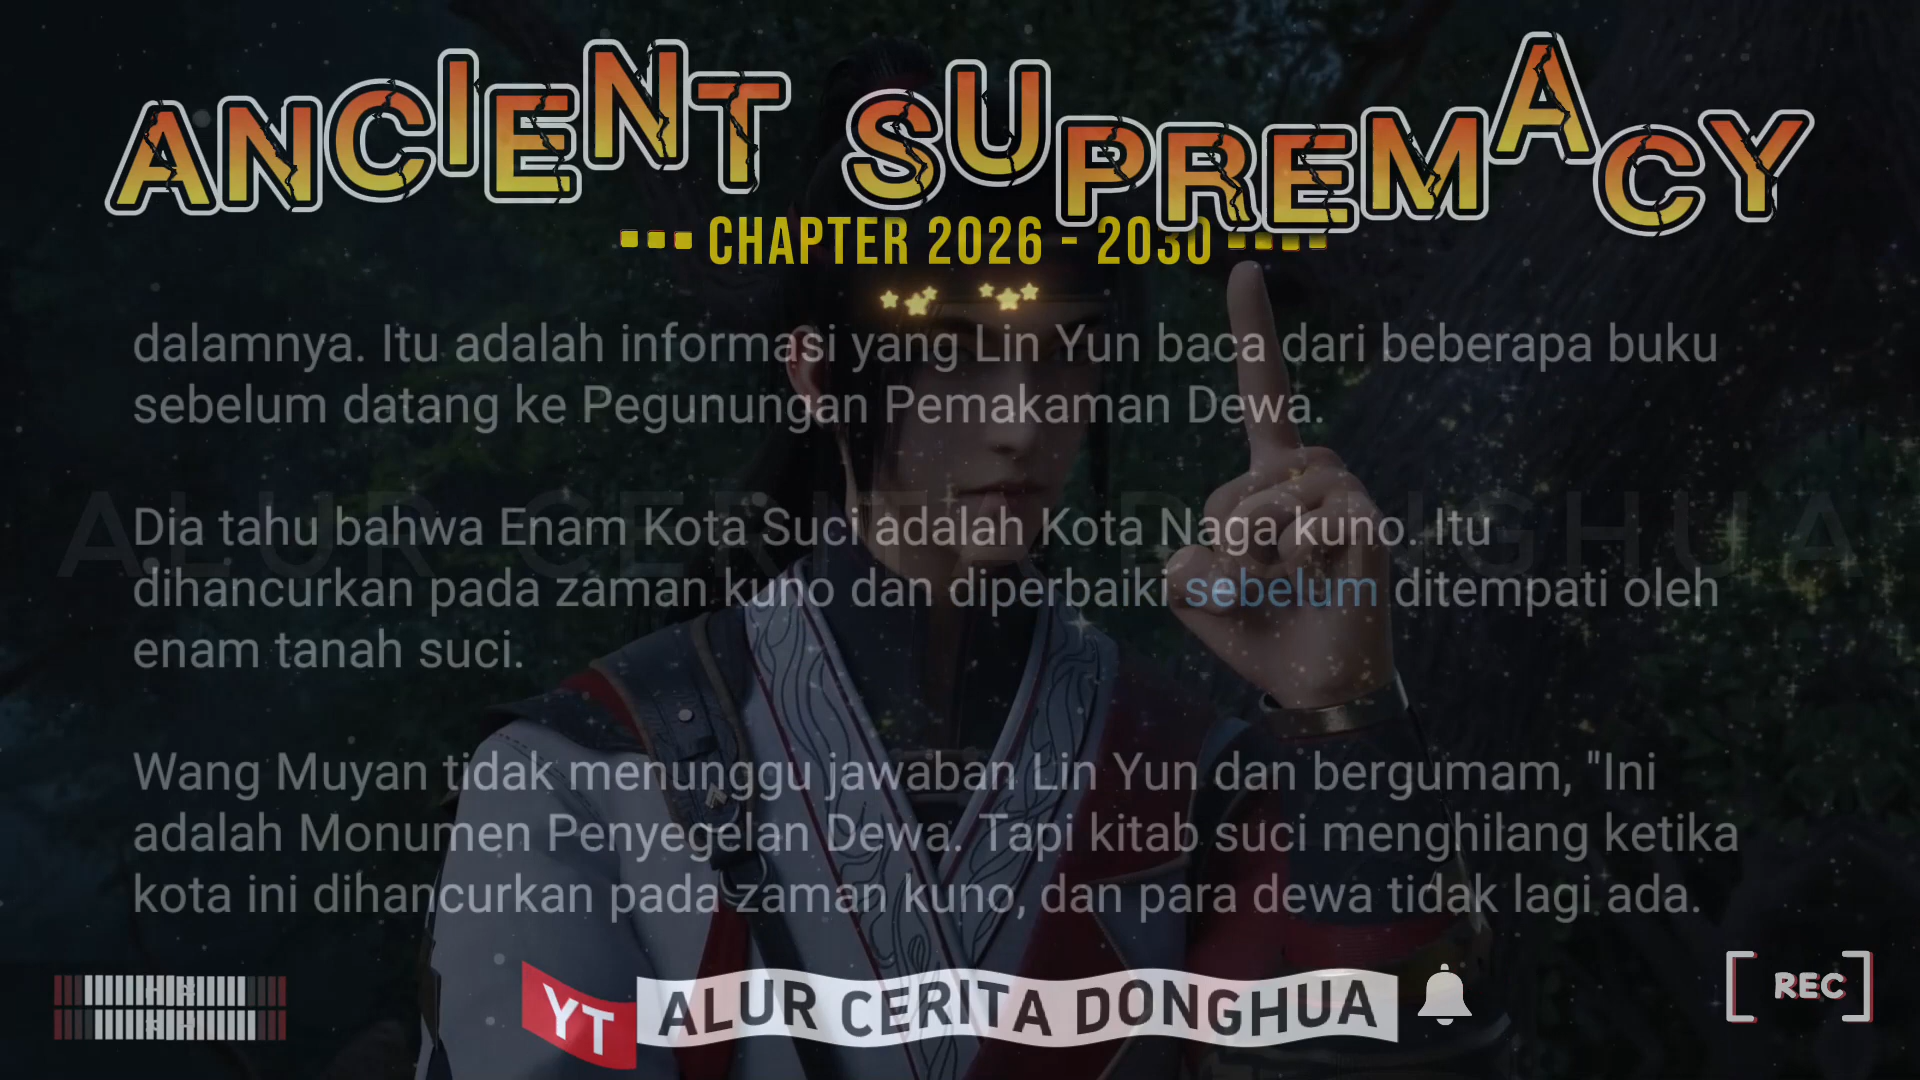 ANCIENT SUPREMACY
CHAPTER 2026 - 2030
dalamnya. Itu adalah informasi yang Lin Yun baca dari beberapa buku
sebelum datang ke Pegunungan Pemakaman Dewa.
ALUR CERITA DONGHUA
Dia tahu bahwa Enam Kota Suci adalah Kota Naga kuno. Itu
dihancurkan pada zaman kuno dan diperbaiki sebelum ditempati oleh
enam tanah suci.
Wang Muyan tidak menunggu jawaban Lin Yun dan bergumam, "Ini
adalah Monumen Penyegelan Dewa. Tapi kitab suci menghilang ketika
kota ini dihancurkan pada zaman kuno, dan para dewa tidak lagi ada.
YT ALUR CERITA DONGHUA
REC